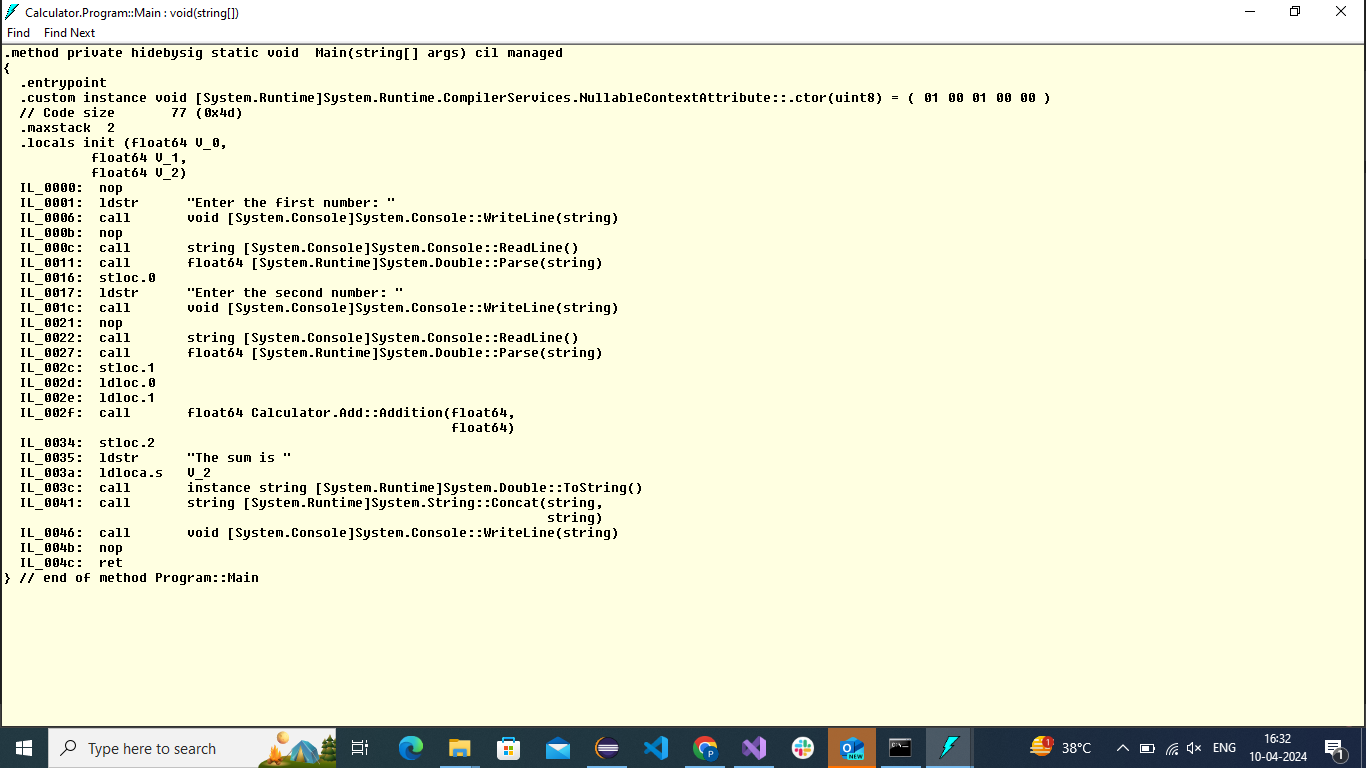 Calculator.Program::Main : void(string[])
Find Find Next
.method private hidebysig static void  Main(string[] args) cil managed
{
  .entrypoint
  .custom instance void [System.Runtime]System.Runtime.CompilerServices.NullableContextAttribute::.ctor(uint8) = ( 01 00 01 00 00 )
  // Code size       77 (0x4d)
  .maxstack  2
  .locals init (float64 V_0,
           float64 V_1,
           float64 V_2)
  IL_0000:  nop
  IL_0001:  ldstr      "Enter the first number: "
  IL_0006:  call       void [System.Console]System.Console::WriteLine(string)
  IL_000b:  nop
  IL_000c:  call       string [System.Console]System.Console::ReadLine()
  IL_0011:  call       float64 [System.Runtime]System.Double::Parse(string)
  IL_0016:  stloc.0
  IL_0017:  ldstr      "Enter the second number: "
  IL_001c:  call       void [System.Console]System.Console::WriteLine(string)
  IL_0021:  nop
  IL_0022:  call       string [System.Console]System.Console::ReadLine()
  IL_0027:  call       float64 [System.Runtime]System.Double::Parse(string)
  IL_002c:  stloc.1
  IL_002d:  ldloc.0
  IL_002e:  ldloc.1
  IL_002f:  call       float64 Calculator.Add::Addition(float64,
                                                        float64)
  IL_0034:  stloc.2
  IL_0035:  ldstr      "The sum is "
  IL_003a:  ldloca.s   V_2
  IL_003c:  call       instance string [System.Runtime]System.Double::ToString()
  IL_0041:  call       string [System.Runtime]System.String::Concat(string,
                                                                    string)
  IL_0046:  call       void [System.Console]System.Console::WriteLine(string)
  IL_004b:  nop
  IL_004c:  ret
} // end of method Program::Main
Type here to search
NEW
1
38°C
ENG
16:32
10-04-2024
1